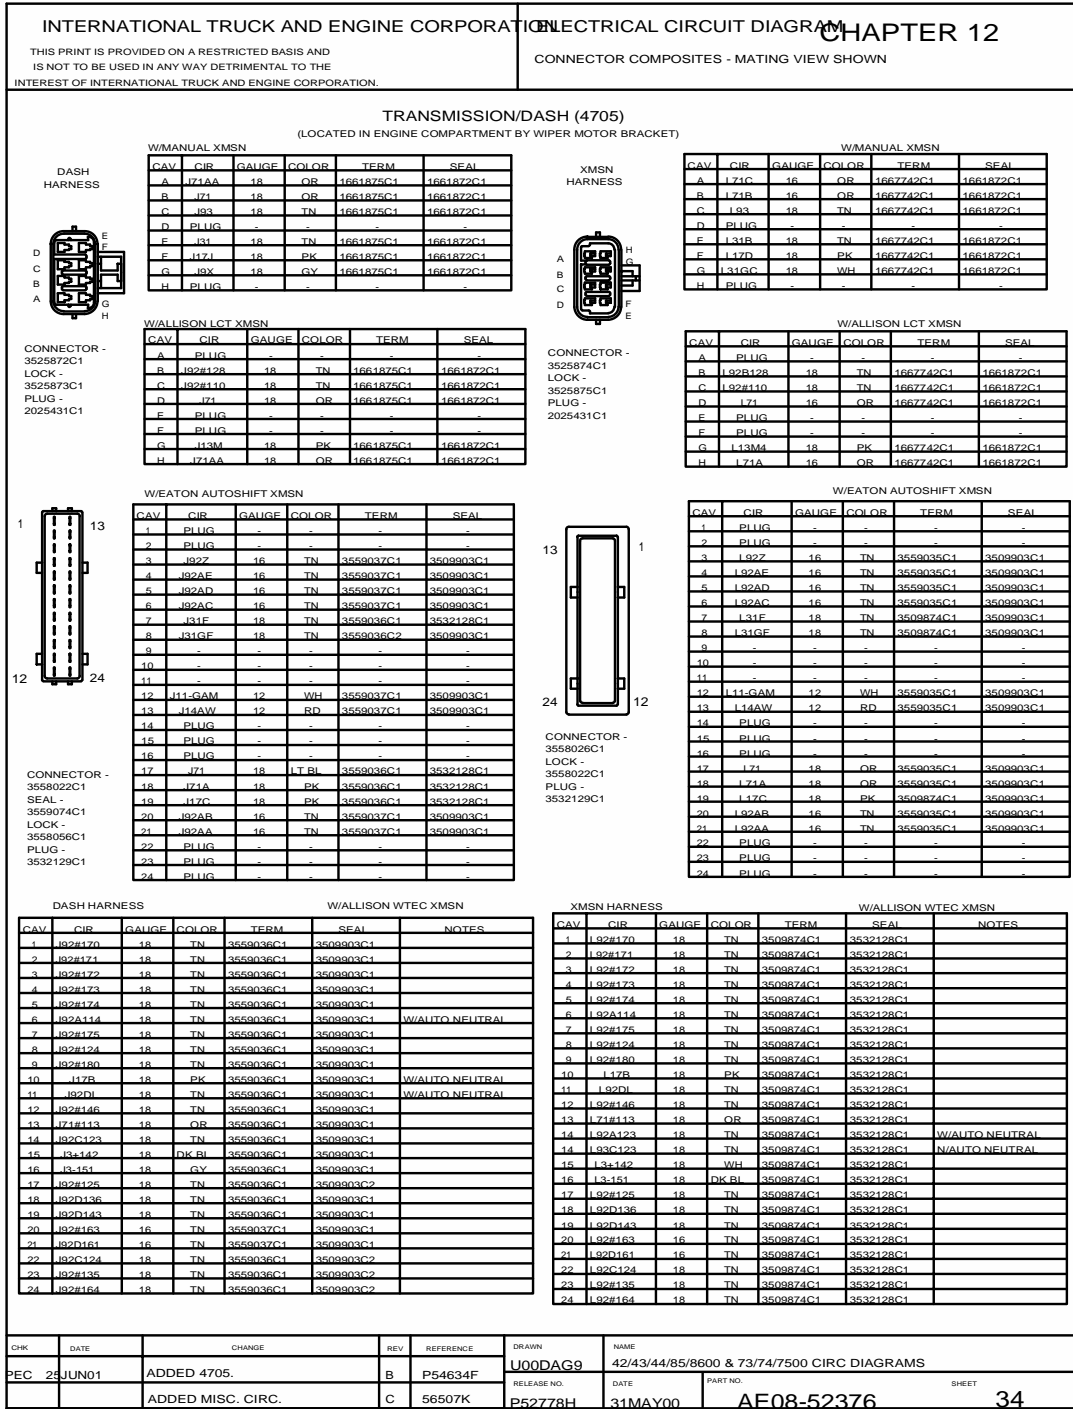 INTERNATIONAL TRUCK AND ENGINE CORPORATION
THIS PRINT IS PROVIDED ON A RESTRICTED BASIS AND
IS NOT TO BE USED IN ANY WAY DETRIMENTAL TO THE
INTEREST OF INTERNATIONAL TRUCK AND ENGINE CORPORATION.
ELECTRICAL CIRCUIT DIAGRAM
CHAPTER 12
CONNECTOR COMPOSITES - MATING VIEW SHOWN
TRANSMISSION/DASH (4705)
(LOCATED IN ENGINE COMPARTMENT BY WIPER MOTOR BRACKET)
DASH
HARNESS
D
C
B
A
E
F
G
H
W/MANUAL XMSN
CAV CIR GAUGE COLOR TERM SEAL
A J71AA 18 OR 1661875C1 1661872C1
B J71 18 OR 1661875C1 1661872C1
C J93 18 TN 1661875C1 1661872C1
D PLUG - - - -
E J31 18 TN 1661875C1 1661872C1
F J17J 18 PK 1661875C1 1661872C1
G J9X 18 GY 1661875C1 1661872C1
H PLUG - - - -
XMSN
HARNESS
A
B
C
D
H
G
F
E
W/MANUAL XMSN
CAV CIR GAUGE COLOR TERM SEAL
A L71C 16 OR 1667742C1 1661872C1
B L71B 16 OR 1667742C1 1661872C1
C L93 18 TN 1667742C1 1661872C1
D PLUG - - - -
E L31B 18 TN 1667742C1 1661872C1
F L17D 18 PK 1667742C1 1661872C1
G L31GC 18 WH 1667742C1 1661872C1
H PLUG - - - -
CONNECTOR -
3525872C1
LOCK -
3525873C1
PLUG -
2025431C1
W/ALLISON LCT XMSN
CAV CIR GAUGE COLOR TERM SEAL
A PLUG - - - -
B J92#128 18 TN 1661875C1 1661872C1
C J92#110 18 TN 1661875C1 1661872C1
D J71 18 OR 1661875C1 1661872C1
E PLUG - - - -
F PLUG - - - -
G J13M 18 PK 1661875C1 1661872C1
H J71AA 18 OR 1661875C1 1661872C1
CONNECTOR -
3525874C1
LOCK -
3525875C1
PLUG -
2025431C1
W/ALLISON LCT XMSN
CAV CIR GAUGE COLOR TERM SEAL
A PLUG - - - -
B L92B128 18 TN 1667742C1 1661872C1
C L92#110 18 TN 1667742C1 1661872C1
D L71 16 OR 1667742C1 1661872C1
E PLUG - - - -
F PLUG - - - -
G L13M4 18 PK 1667742C1 1661872C1
H L71A 16 OR 1667742C1 1661872C1
1 13
12 24
CONNECTOR -
3558022C1
SEAL -
3559074C1
LOCK -
3558056C1
PLUG -
3532129C1
W/EATON AUTOSHIFT XMSN
CAV CIR GAUGE COLOR TERM SEAL
1 PLUG - - - -
2 PLUG - - - -
3 J92Z 16 TN 3559037C1 3509903C1
4 J92AE 16 TN 3559037C1 3509903C1
5 J92AD 16 TN 3559037C1 3509903C1
6 J92AC 16 TN 3559037C1 3509903C1
7 J31F 18 TN 3559036C1 3532128C1
8 J31GF 18 TN 3559036C2 3509903C1
9 - - - - -
10 - - - - -
11 - - - - -
12 J11-GAM 12 WH 3559037C1 3509903C1
13 J14AW 12 RD 3559037C1 3509903C1
14 PLUG - - - -
15 PLUG - - - -
16 PLUG - - - -
17 J71 18 LT BL 3559036C1 3532128C1
18 J71A 18 PK 3559036C1 3532128C1
19 J17C 18 PK 3559036C1 3532128C1
20 J92AB 16 TN 3559037C1 3509903C1
21 J92AA 16 TN 3559037C1 3509903C1
22 PLUG - - - -
23 PLUG - - - -
24 PLUG - - - -
13 1
24 12
CONNECTOR -
3558026C1
LOCK -
3558022C1
PLUG -
3532129C1
W/EATON AUTOSHIFT XMSN
CAV CIR GAUGE COLOR TERM SEAL
1 PLUG - - - -
2 PLUG - - - -
3 L92Z 16 TN 3559035C1 3509903C1
4 L92AE 16 TN 3559035C1 3509903C1
5 L92AD 16 TN 3559035C1 3509903C1
6 L92AC 16 TN 3559035C1 3509903C1
7 L31F 18 TN 3509874C1 3509903C1
8 L31GF 18 TN 3509874C1 3509903C1
9 - - - - -
10 - - - - -
11 - - - - -
12 L11-GAM 12 WH 3559035C1 3509903C1
13 L14AW 12 RD 3559035C1 3509903C1
14 PLUG - - - -
15 PLUG - - - -
16 PLUG - - - -
17 L71 18 OR 3559035C1 3509903C1
18 L71A 18 OR 3559035C1 3509903C1
19 L17C 18 PK 3509874C1 3509903C1
20 L92AB 16 TN 3559035C1 3509903C1
21 L92AA 16 TN 3559035C1 3509903C1
22 PLUG - - - -
23 PLUG - - - -
24 PLUG - - - -
DASH HARNESS W/ALLISON WTEC XMSN
CAV CIR GAUGE COLOR TERM SEAL NOTES
1 J92#170 18 TN 3559036C1 3509903C1
2 J92#171 18 TN 3559036C1 3509903C1
3 J92#172 18 TN 3559036C1 3509903C1
4 J92#173 18 TN 3559036C1 3509903C1
5 J92#174 18 TN 3559036C1 3509903C1
6 J92A114 18 TN 3559036C1 3509903C1 W/AUTO NEUTRAL
7 J92#175 18 TN 3559036C1 3509903C1
8 J92#124 18 TN 3559036C1 3509903C1
9 J92#180 18 TN 3559036C1 3509903C1
10 J17B 18 PK 3559036C1 3509903C1 W/AUTO NEUTRAL
11 J92DL 18 TN 3559036C1 3509903C1 W/AUTO NEUTRAL
12 J92#146 18 TN 3559036C1 3509903C1
13 J71#113 18 OR 3559036C1 3509903C1
14 J92C123 18 TN 3559036C1 3509903C1
15 J3+142 18 DK BL 3559036C1 3509903C1
16 J3-151 18 GY 3559036C1 3509903C1
17 J92#125 18 TN 3559036C1 3509903C2
18 J92D136 18 TN 3559036C1 3509903C1
19 J92D143 18 TN 3559036C1 3509903C1
20 J92#163 16 TN 3559037C1 3509903C1
21 J92D161 16 TN 3559037C1 3509903C1
22 J92C124 18 TN 3559036C1 3509903C2
23 J92#135 18 TN 3559036C1 3509903C2
24 J92#164 18 TN 3559036C1 3509903C2
XMSN HARNESS W/ALLISON WTEC XMSN
CAV CIR GAUGE COLOR TERM SEAL NOTES
1 L92#170 18 TN 3509874C1 3532128C1
2 L92#171 18 TN 3509874C1 3532128C1
3 L92#172 18 TN 3509874C1 3532128C1
4 L92#173 18 TN 3509874C1 3532128C1
5 L92#174 18 TN 3509874C1 3532128C1
6 L92A114 18 TN 3509874C1 3532128C1
7 L92#175 18 TN 3509874C1 3532128C1
8 L92#124 18 TN 3509874C1 3532128C1
9 L92#180 18 TN 3509874C1 3532128C1
10 L17B 18 PK 3509874C1 3532128C1
11 L92DL 18 TN 3509874C1 3532128C1
12 L92#146 18 TN 3509874C1 3532128C1
13 L71#113 18 OR 3509874C1 3532128C1
14 L92A123 18 TN 3509874C1 3532128C1 W/AUTO NEUTRAL
14 L93C123 18 TN 3509874C1 3532128C1 N/AUTO NEUTRAL
15 L3+142 18 WH 3509874C1 3532128C1
16 L3-151 18 DK BL 3509874C1 3532128C1
17 L92#125 18 TN 3509874C1 3532128C1
18 L92D136 18 TN 3509874C1 3532128C1
19 L92D143 18 TN 3509874C1 3532128C1
20 L92#163 16 TN 3509874C1 3532128C1
21 L92D161 16 TN 3509874C1 3532128C1
22 L92C124 18 TN 3509874C1 3532128C1
23 L92#135 18 TN 3509874C1 3532128C1
24 L92#164 18 TN 3509874C1 3532128C1
CHK DATE CHANGE REV REFERENCE
PEC 25JUN01 ADDED 4705. B P54634F
ADDED MISC. CIRC. C 56507K
DRAWN
U00DAG9
NAME
42/43/44/85/8600 & 73/74/7500 CIRC DIAGRAMS
RELEASE NO.
P52778H
DATE
31MAY00
PART NO.
AE08-52376
SHEET
34